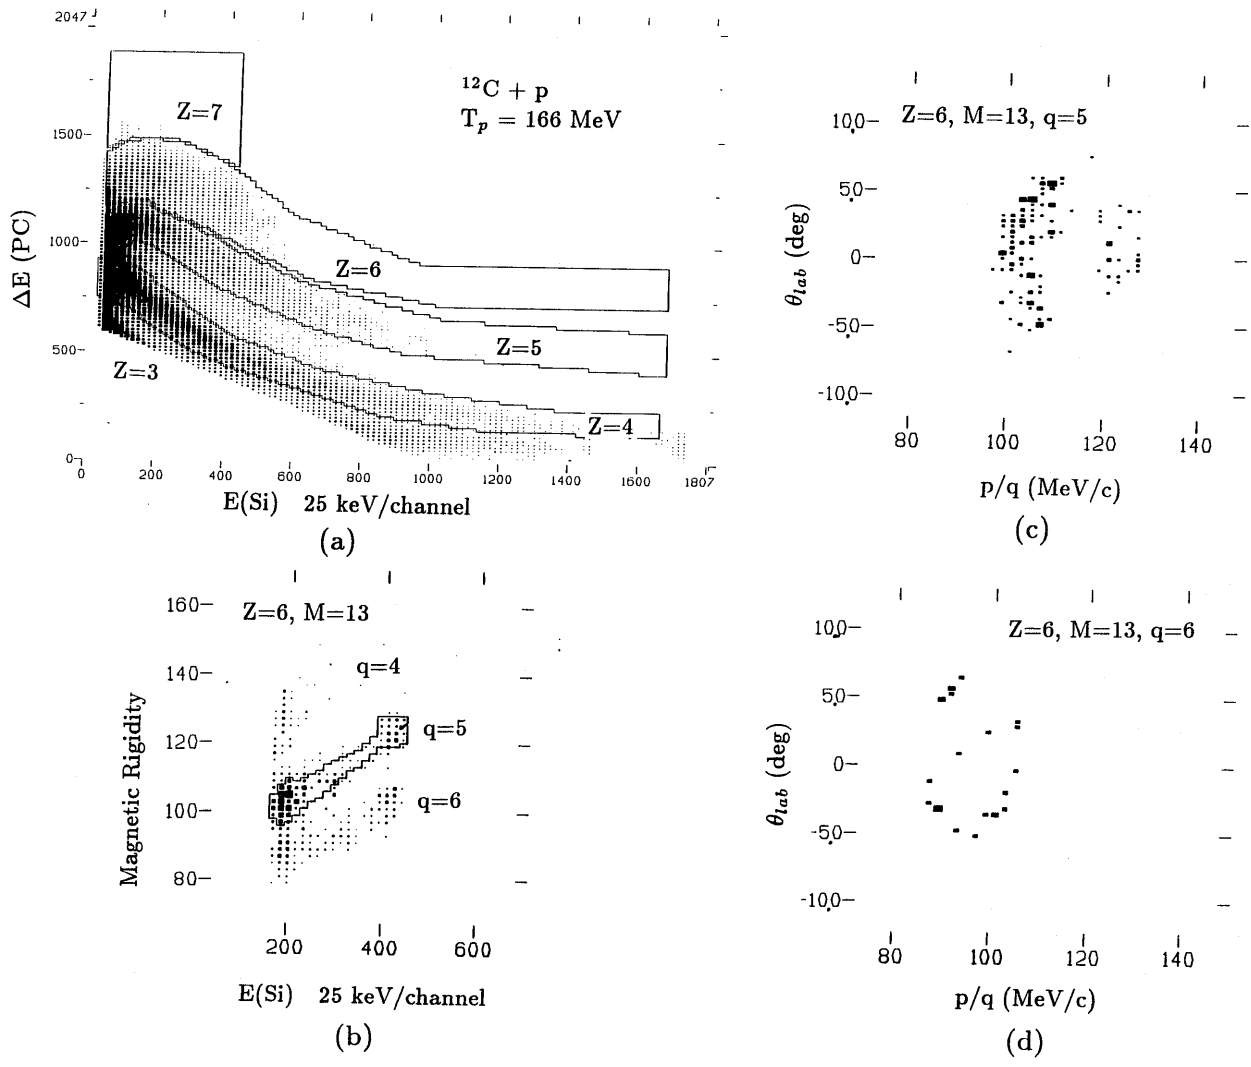 2047
1500
1000
500
0
ΔE (PC)
¹²C + p
Tₚ = 166 MeV
Z=7
Z=6
Z=5
Z=4
Z=3
0 200 400 600 800 1000 1200 1400 1600 1807
E(Si) 25 keV/channel
(a)
Z=6, M=13
160
140
120
100
80
Magnetic Rigidity
q=4
q=5
q=6
200 400 600
E(Si) 25 keV/channel
(b)
Z=6, M=13, q=5
100
50
0
-50
-100
θ_lab (deg)
80 100 120 140
p/q (MeV/c)
(c)
Z=6, M=13, q=6
100
50
0
-50
-100
θ_lab (deg)
80 100 120 140
p/q (MeV/c)
(d)